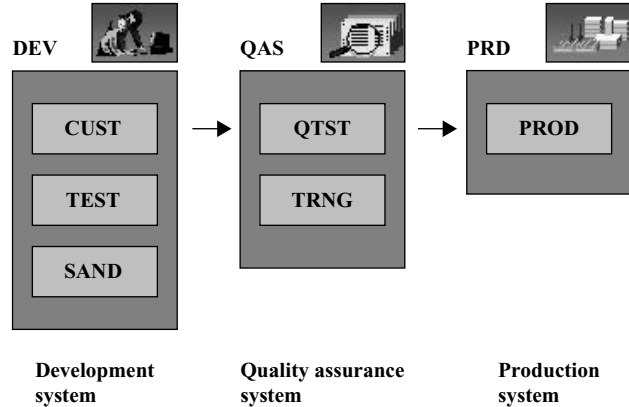 DEV
QAS
PRD
CUST
QTST
PROD
TEST
TRNG
SAND
Development
system
Quality assurance
system
Production
system